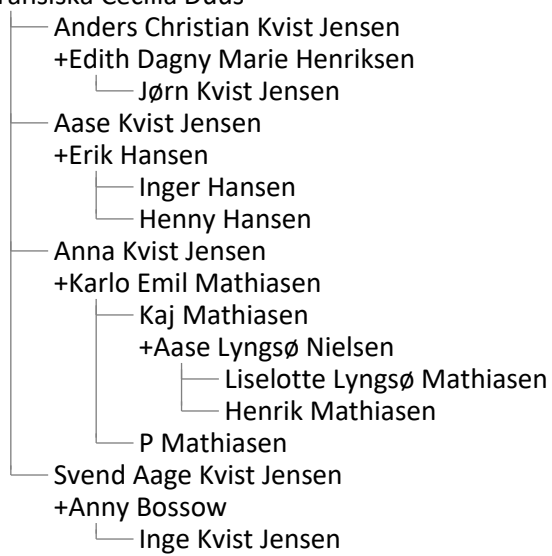 Cecilia Duus
Anders Christian Kvist Jensen
+Edith Dagny Marie Henriksen
Jørn Kvist Jensen
Aase Kvist Jensen
+Erik Hansen
Inger Hansen
Henny Hansen
Anna Kvist Jensen
+Karlo Emil Mathiasen
Kaj Mathiasen
+Aase Lyngsø Nielsen
Liselotte Lyngsø Mathiasen
Henrik Mathiasen
P Mathiasen
Svend Aage Kvist Jensen
+Anny Bossow
Inge Kvist Jensen